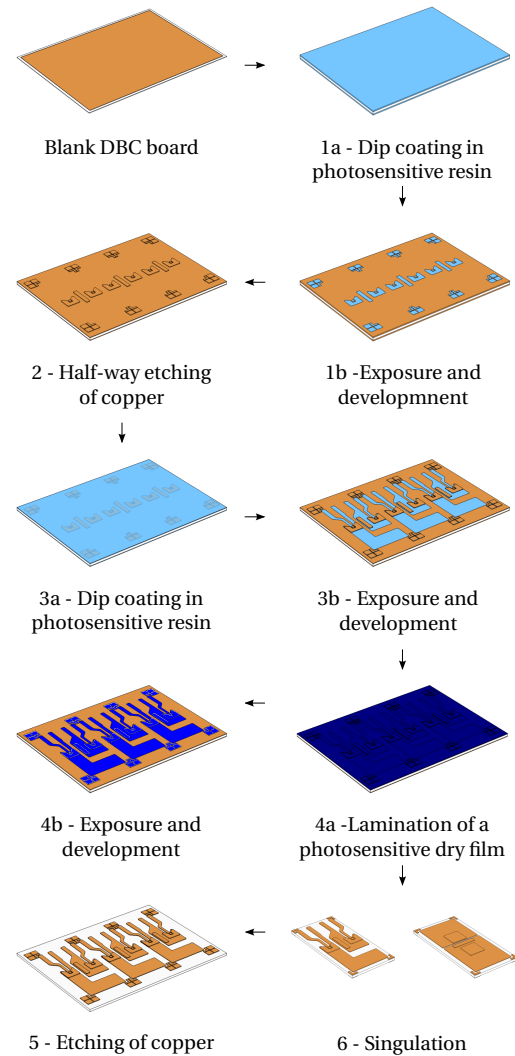 Blank DBC board
1a - Dip coating in
photosensitive resin
2 - Half-way etching
of copper
1b -Exposure and
developmnent
3a - Dip coating in
photosensitive resin
3b - Exposure and
development
4b - Exposure and
development
4a -Lamination of a
photosensitive dry film
5 - Etching of copper
6 - Singulation